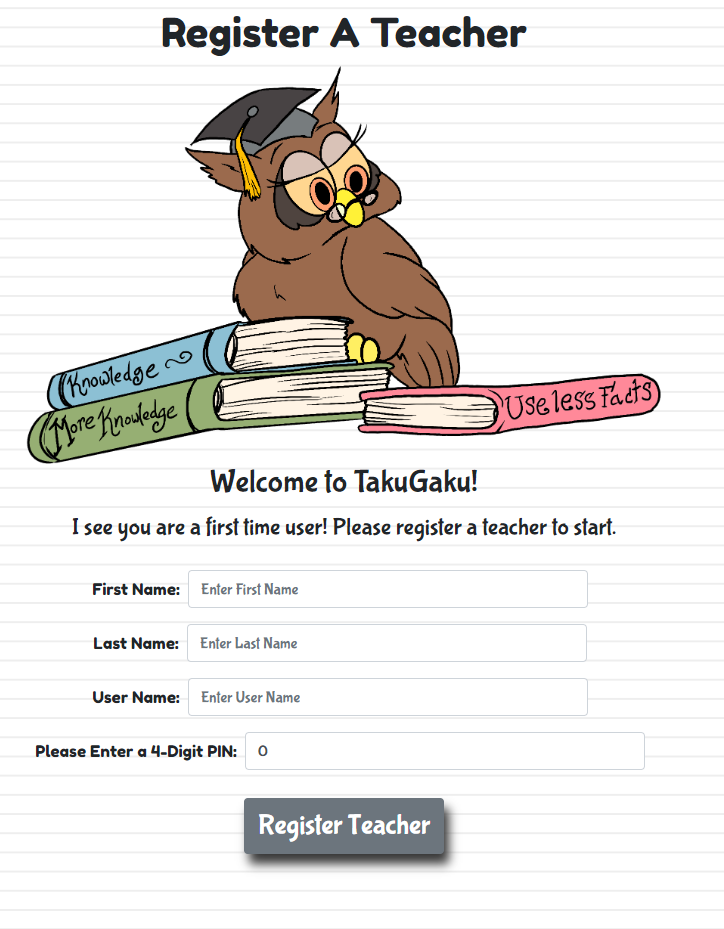 Register A Teacher
Knowledge
More Knowledge
Useless Facts
Welcome to TakuGaku!
I see you are a first time user! Please register a teacher to start.
First Name: Enter First Name
Last Name: Enter Last Name
User Name: Enter User Name
Please Enter a 4-Digit PIN: 0
Register Teacher